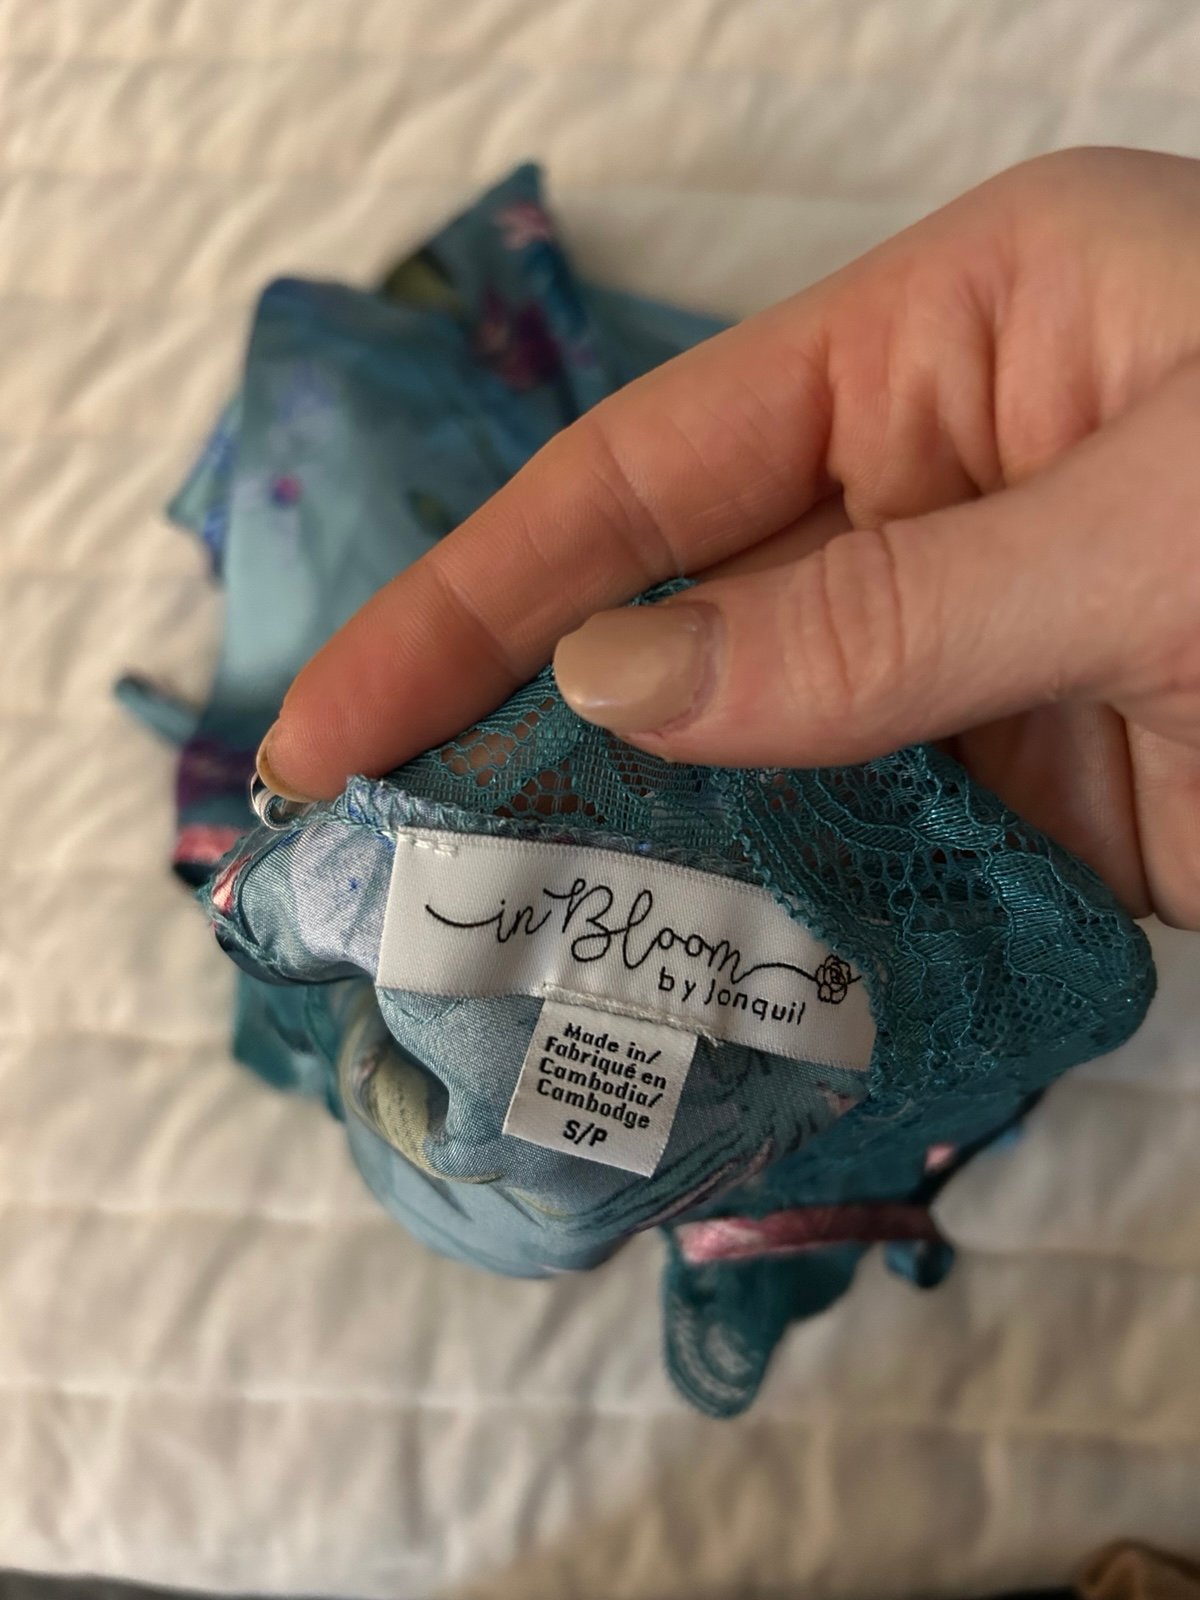 in Bloom
by Jonquil
Made in/
Fabriqué en
Cambodia/
Cambodge
S/P